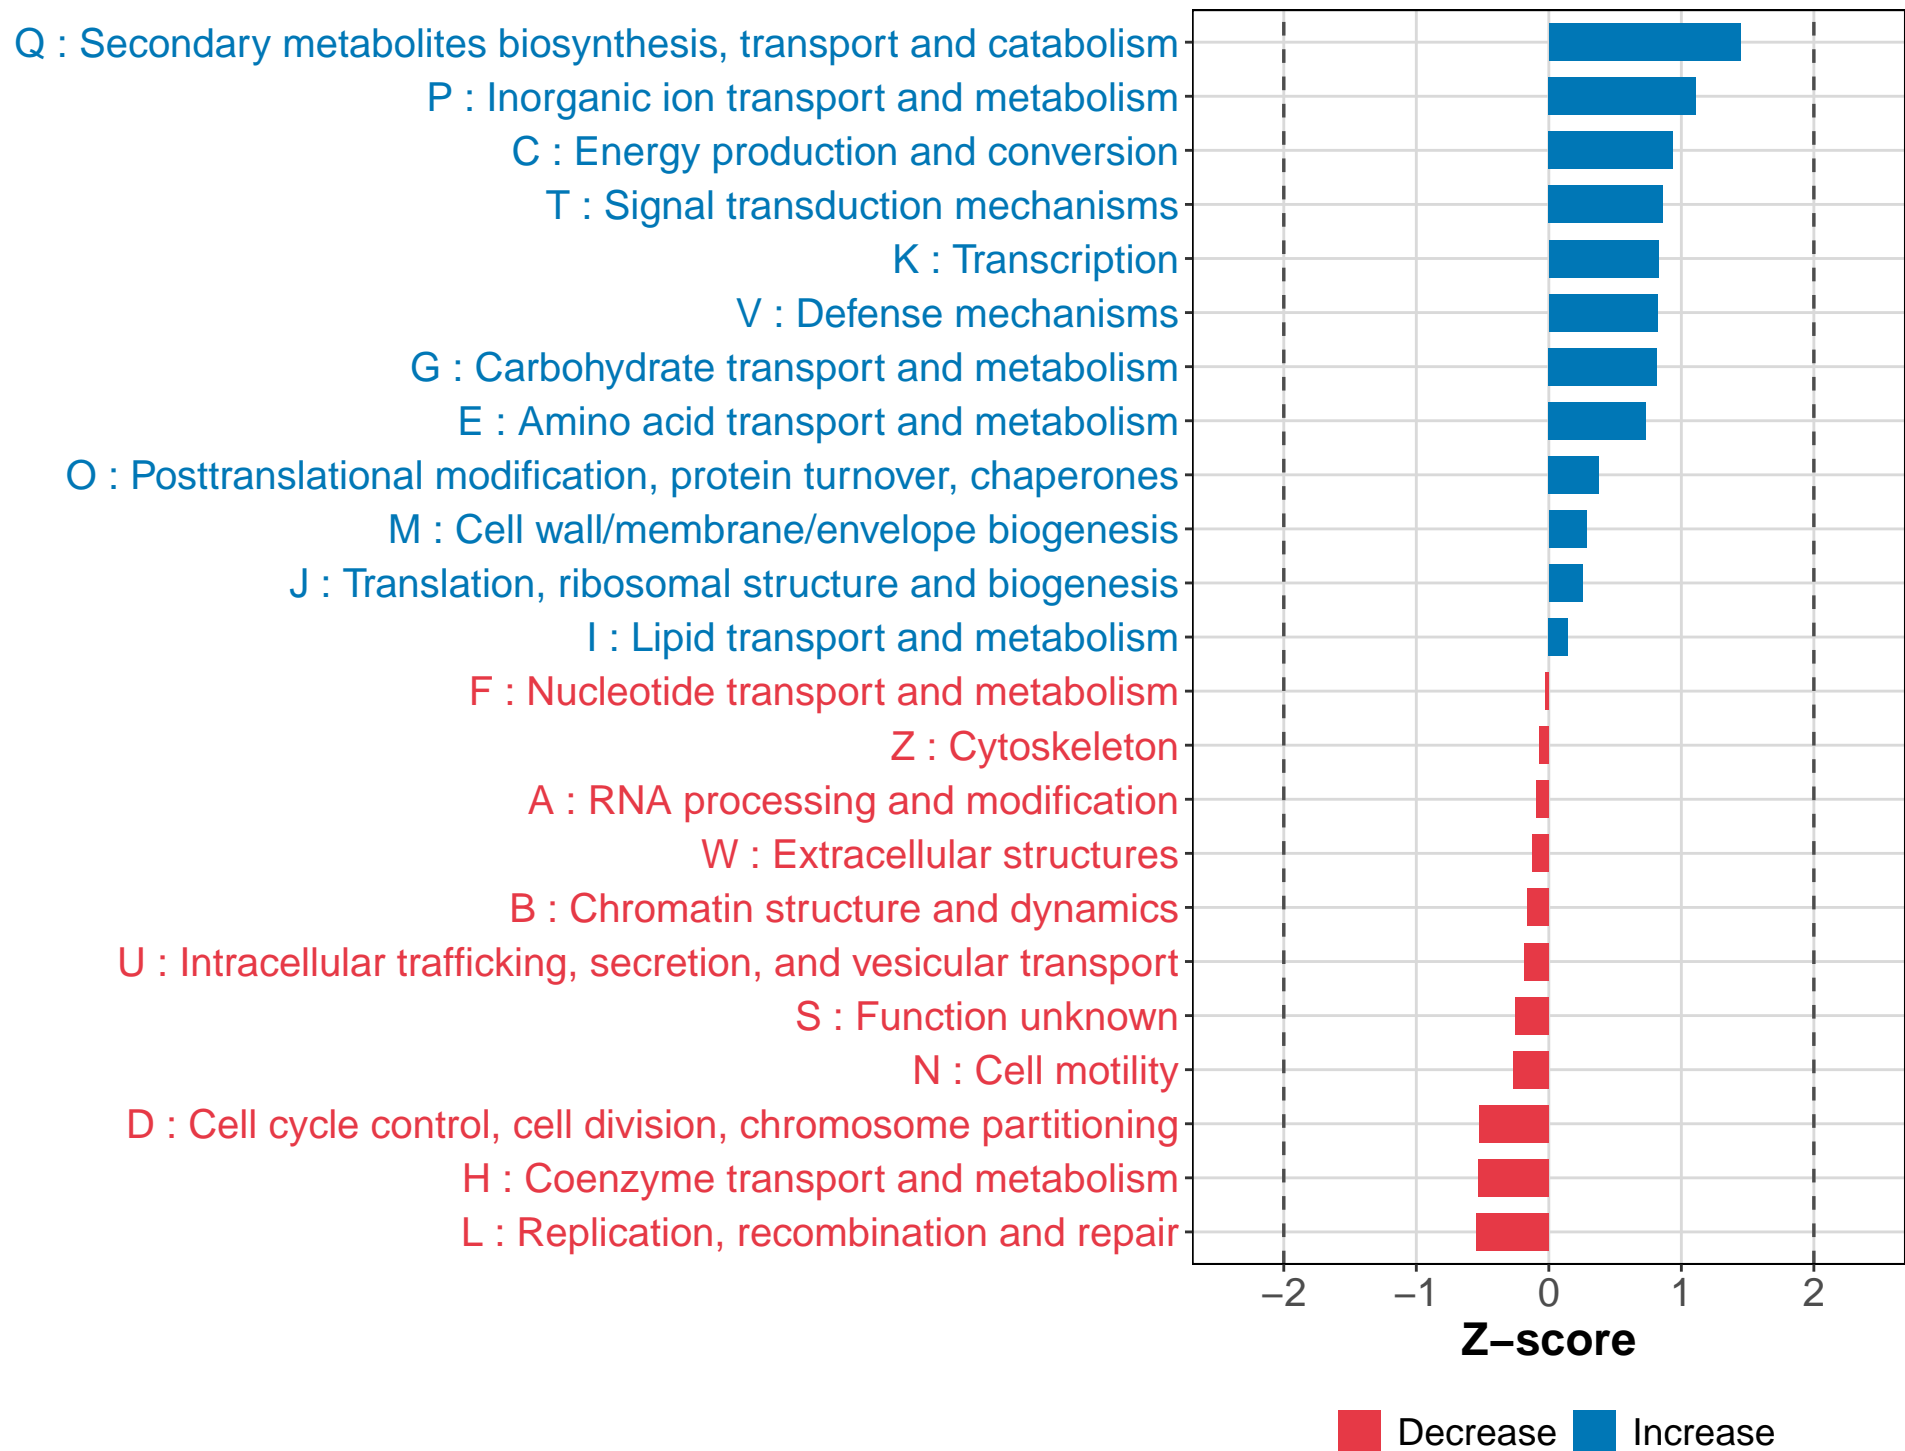 Q : Secondary metabolites biosynthesis, transport and catabolism
P : Inorganic ion transport and metabolism
C : Energy production and conversion
T : Signal transduction mechanisms
K : Transcription
V : Defense mechanisms
G : Carbohydrate transport and metabolism
E : Amino acid transport and metabolism
O : Posttranslational modification, protein turnover, chaperones
M : Cell wall/membrane/envelope biogenesis
J : Translation, ribosomal structure and biogenesis
I : Lipid transport and metabolism
F : Nucleotide transport and metabolism
Z : Cytoskeleton
A : RNA processing and modification
W : Extracellular structures
B : Chromatin structure and dynamics
U : Intracellular trafficking, secretion, and vesicular transport
S : Function unknown
N : Cell motility
D : Cell cycle control, cell division, chromosome partitioning
H : Coenzyme transport and metabolism
L : Replication, recombination and repair
−2 −1 0 1 2
Z−score
Decrease Increase